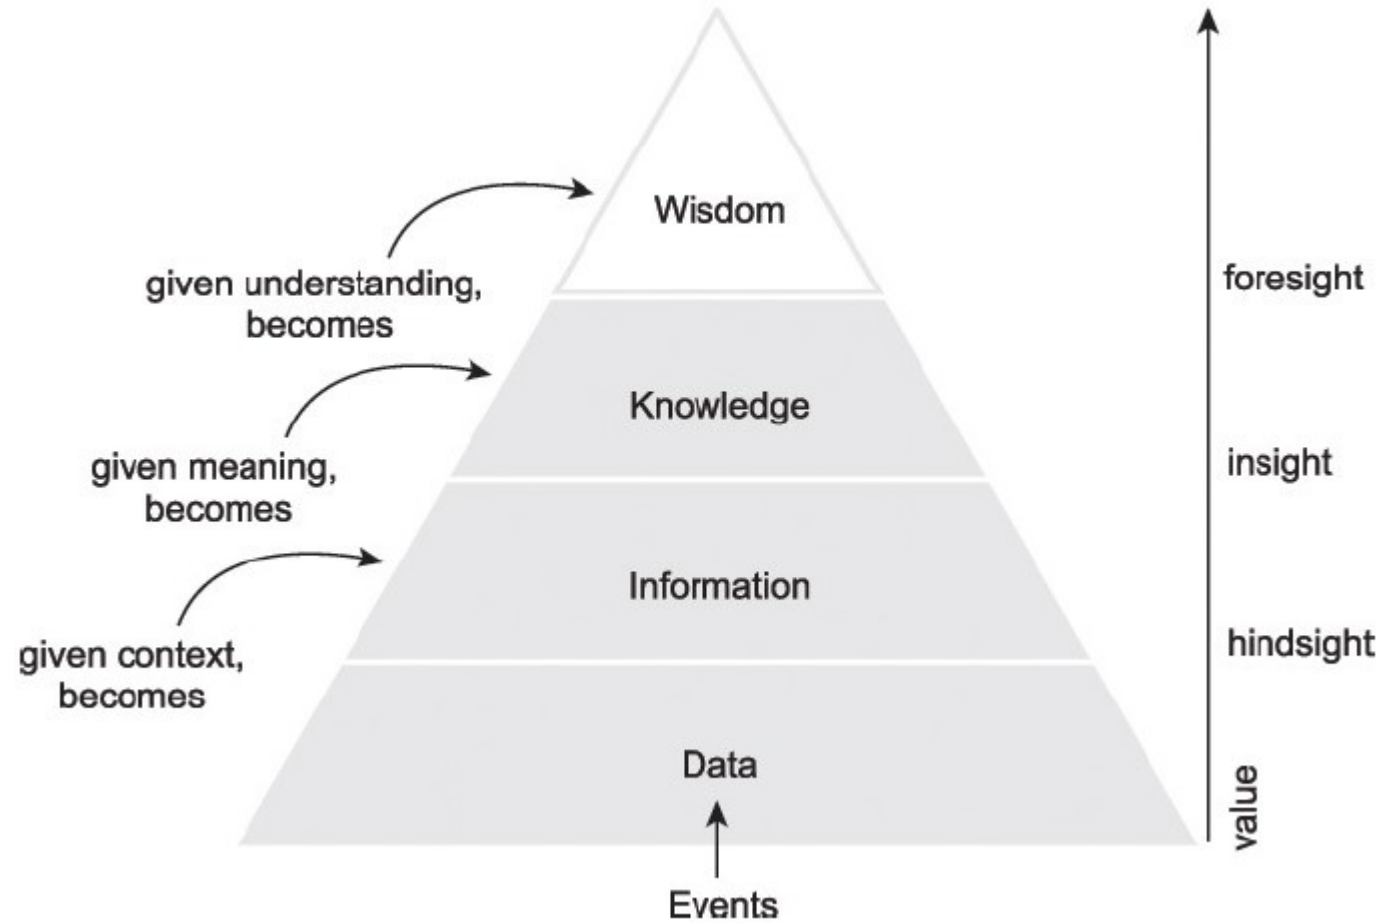 Wisdom
given understanding,
becomes
foresight
Knowledge
given meaning,
becomes
insight
Information
given context,
becomes
hindsight
Data
value
Events